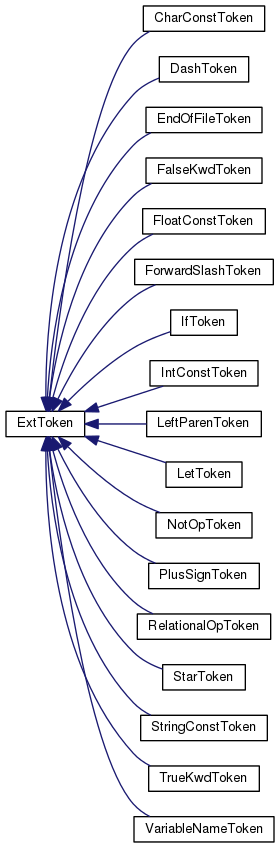 CharConstToken
DashToken
EndOfFileToken
FalseKwdToken
FloatConstToken
ForwardSlashToken
IfToken
IntConstToken
ExtToken
LeftParenToken
LetToken
NotOpToken
PlusSignToken
RelationalOpToken
StarToken
StringConstToken
TrueKwdToken
VariableNameToken